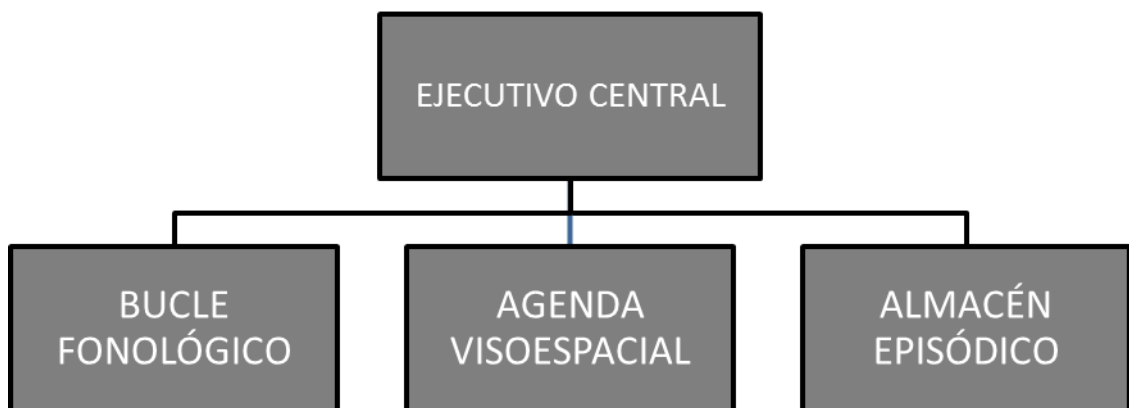 EJECUTIVO CENTRAL
BUCLE
FONOLÓGICO
AGENDA
VISOESPACIAL
ALMACÉN
EPISÓDICO